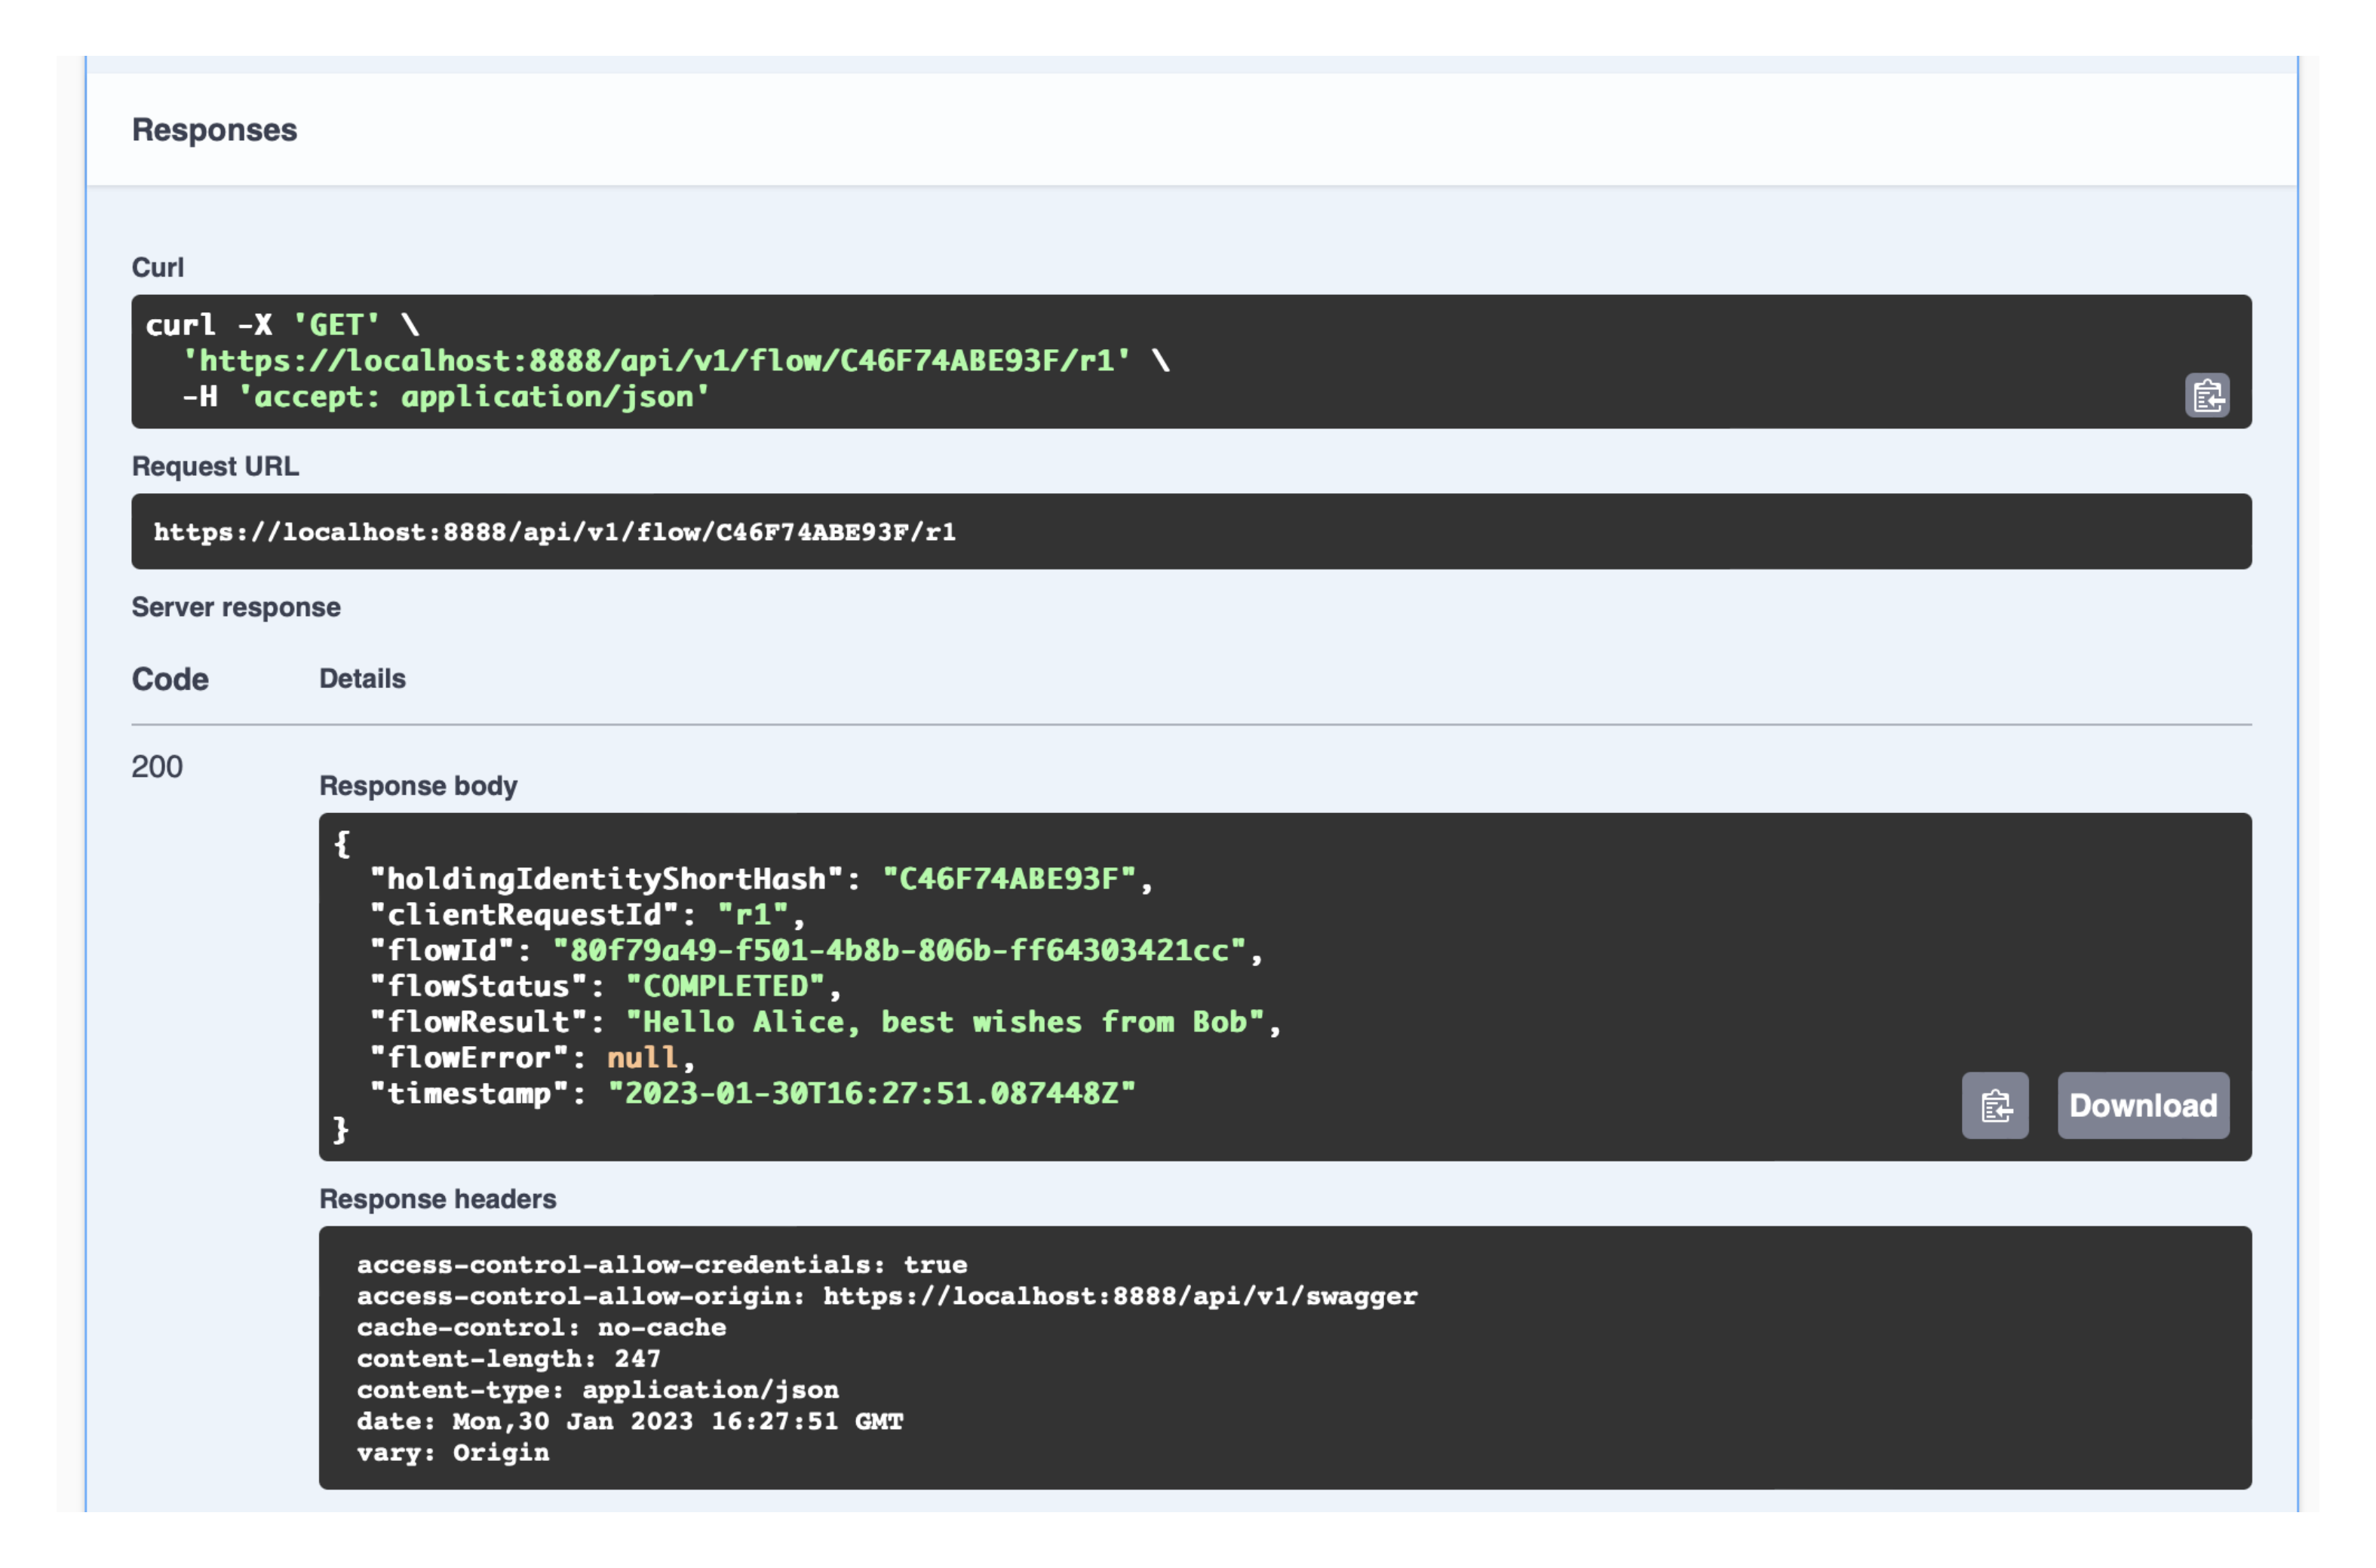 Responses
Curl
curl -X 'GET' \
  'https://localhost:8888/api/v1/flow/C46F74ABE93F/r1' \
  -H 'accept: application/json'
Request URL
https://localhost:8888/api/v1/flow/C46F74ABE93F/r1
Server response
Code Details
200
Response body
{
  "holdingIdentityShortHash": "C46F74ABE93F",
  "clientRequestId": "r1",
  "flowId": "80f79a49-f501-4b8b-806b-ff64303421cc",
  "flowStatus": "COMPLETED",
  "flowResult": "Hello Alice, best wishes from Bob",
  "flowError": null,
  "timestamp": "2023-01-30T16:27:51.087448Z"
}
Download
Response headers
access-control-allow-credentials: true
access-control-allow-origin: https://localhost:8888/api/v1/swagger
cache-control: no-cache
content-length: 247
content-type: application/json
date: Mon,30 Jan 2023 16:27:51 GMT
vary: Origin